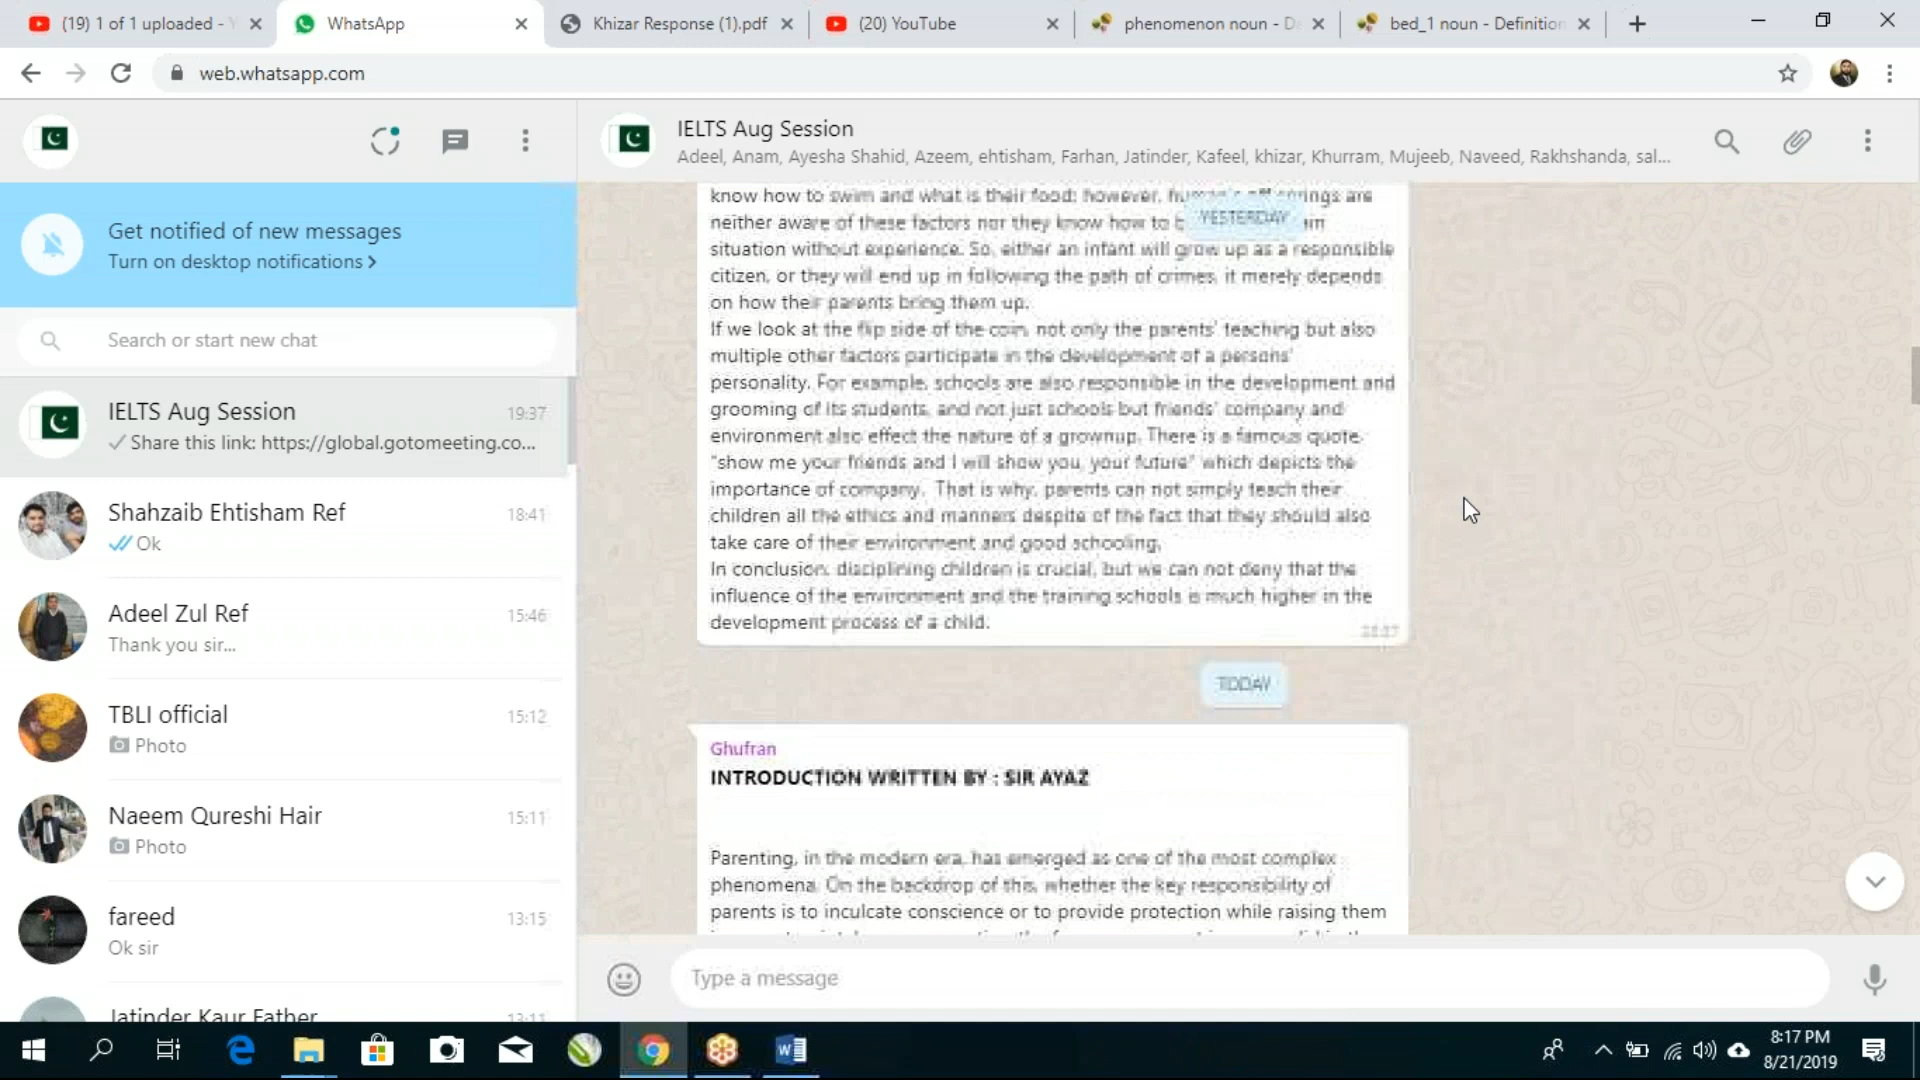 (19) 1 of 1 uploaded - Y
WhatsApp
Khizar Response (1).pdf
(20) YouTube
phenomenon noun - D
bed_1 noun - Definition
web.whatsapp.com
IELTS Aug Session
Adeel, Anam, Ayesha Shahid, Azeem, ehtisham, Farhan, Jatinder, Kafeel, khizar, Khurram, Mujeeb, Naveed, Rakhshanda, sal...
Get notified of new messages
Turn on desktop notifications >
Search or start new chat
IELTS Aug Session
19:37
Share this link: https://global.gotomeeting.co...
Shahzaib Ehtisham Ref
18:41
Ok
Adeel Zul Ref
15:46
Thank you sir...
TBLI official
15:12
Photo
Naeem Qureshi Hair
15:11
Photo
fareed
13:15
Ok sir
Jatinder Kaur Father
13:11
know how to swim and what is their food; however, human's offsprings are
YESTERDAY
neither aware of these factors nor they know how to
situation without experience. So, either an infant will grow up as a responsible
citizen, or they will end up in following the path of crimes, it merely depends
on how their parents bring them up.
If we look at the flip side of the coin, not only the parents' teaching but also
multiple other factors participate in the development of a persons'
personality. For example, schools are also responsible in the development and
grooming of its students, and not just schools but friends' company and
environment also effect the nature of a grownup. There is a famous quote,
"show me your friends and I will show you, your future" which depicts the
importance of company. That is why, parents can not simply teach their
children all the ethics and manners despite of the fact that they should also
take care of their environment and good schooling.
In conclusion, disciplining children is crucial, but we can not deny that the
influence of the environment and the training schools is much higher in the
development process of a child.
TODAY
Ghufran
INTRODUCTION WRITTEN BY : SIR AYAZ
Parenting, in the modern era, has emerged as one of the most complex
phenomena. On the backdrop of this, whether the key responsibility of
parents is to inculcate conscience or to provide protection while raising them
Type a message
8:17 PM
8/21/2019